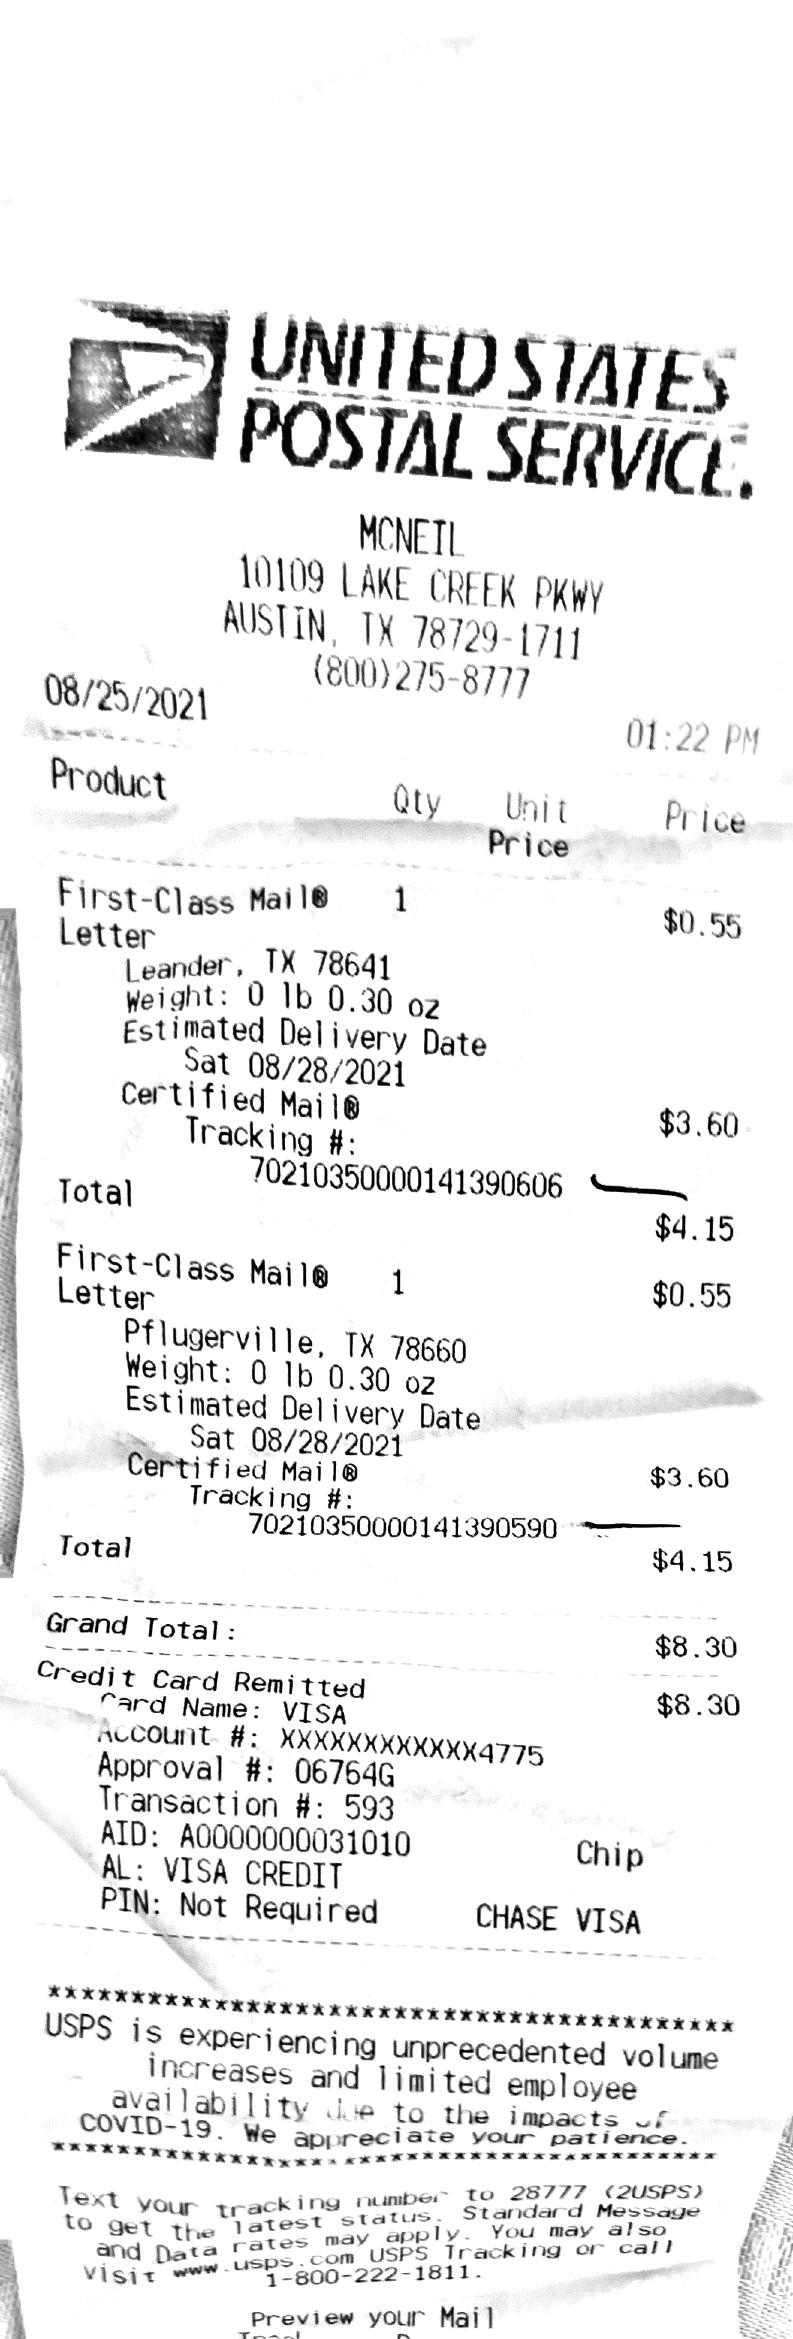 UNITED STATES
POSTAL SERVICE.
MCNEIL
10109 LAKE CREEK PKWY
AUSTIN, TX 78729-1711
(800)275-8777
08/25/2021 01:22 PM
Product Qty Unit Price
Price
First-Class Mail® 1 $0.55
Letter
Leander, TX 78641
Weight: 0 lb 0.30 oz
Estimated Delivery Date
Sat 08/28/2021
Certified Mail® $3.60
Tracking #:
70210350000141390606
Total $4.15
First-Class Mail® 1 $0.55
Letter
Pflugerville, TX 78660
Weight: 0 lb 0.30 oz
Estimated Delivery Date
Sat 08/28/2021
Certified Mail® $3.60
Tracking #:
70210350000141390590
Total $4.15
Grand Total: $8.30
Credit Card Remitted $8.30
Card Name: VISA
Account #: XXXXXXXXXXXX4775
Approval #: 06764G
Transaction #: 593
AID: A0000000031010 Chip
AL: VISA CREDIT
PIN: Not Required CHASE VISA
******************************************
USPS is experiencing unprecedented volume
increases and limited employee
availability due to the impacts of
COVID-19. We appreciate your patience.
******************************************
Text your tracking number to 28777 (2USPS)
to get the latest status. Standard Message
and Data rates may apply. You may also
visit www.usps.com USPS Tracking or call
1-800-222-1811.
Preview your Mail